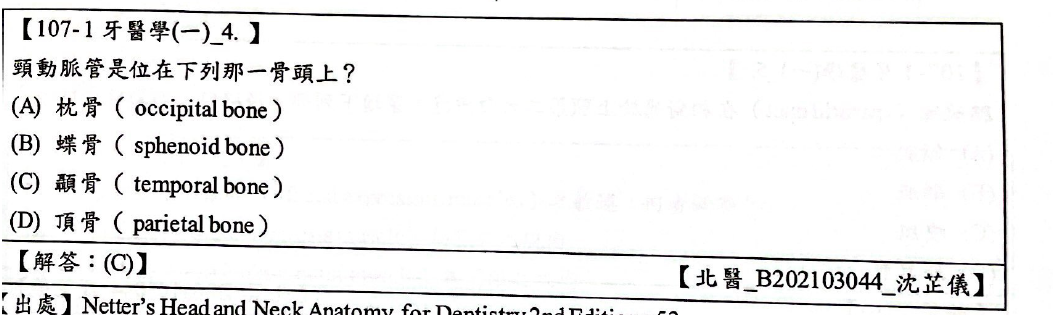 【107-1 牙醫學(一)_4. 】
頸動脈管是位在下列那一骨頭上？
(A) 枕骨 ( occipital bone )
(B) 蝶骨 ( sphenoid bone )
(C) 顳骨 ( temporal bone )
(D) 頂骨 ( parietal bone )
【解答：(C)】
【北醫_B202103044_沈芷儀】
【出處】Netter's Head and Neck Anatomy for Dentistry 2nd